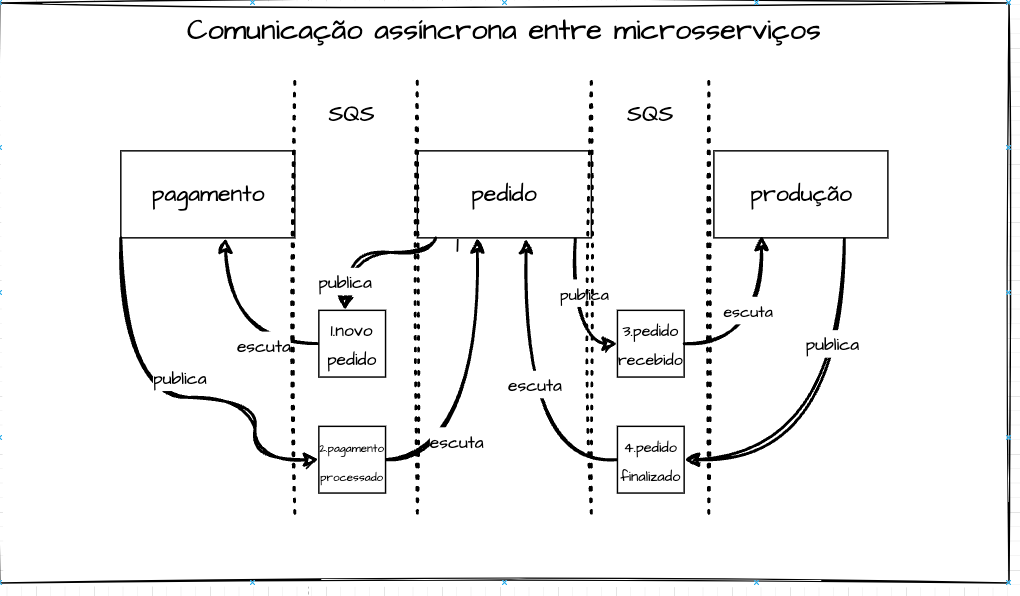 Comunicação assíncrona entre microsserviços
SQS
SQS
pagamento
pedido
produção
publica
publica
escuta
1.novo
pedido
3.pedido
recebido
escuta
publica
publica
escuta
escuta
2.pagamento
processado
4.pedido
finalizado